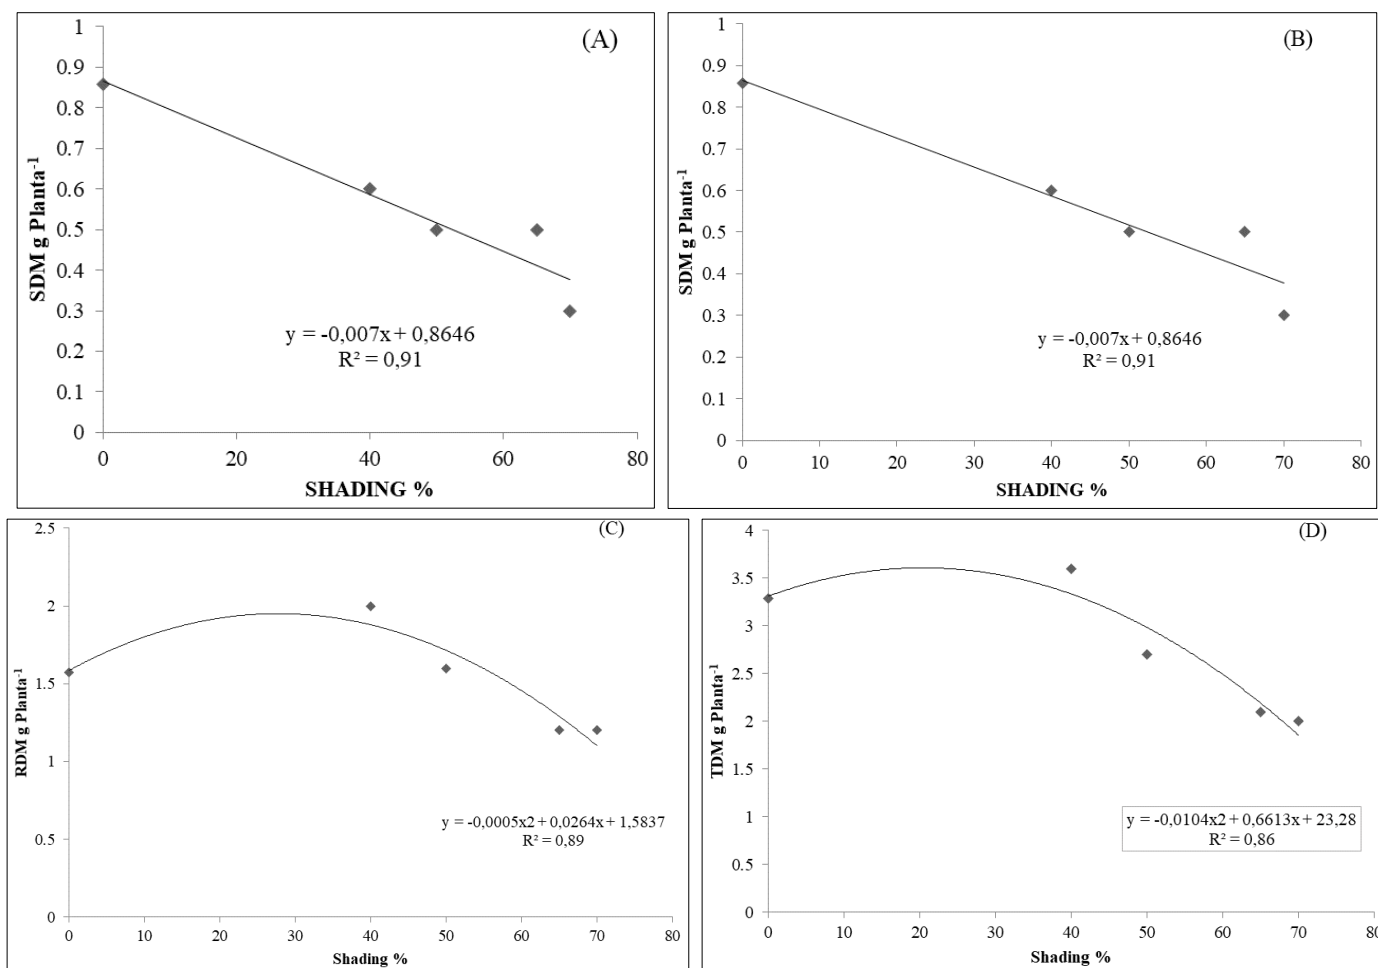 (A)
1
0.9
0.8
0.7
0.6
0.5
0.4
0.3
0.2
0.1
0
SDM g Planta⁻¹
y = -0,007x + 0,8646
R² = 0,91
0 20 40 60 80
SHADING %
(B)
1
0.9
0.8
0.7
0.6
0.5
0.4
0.3
0.2
0.1
0
SDM g Planta⁻¹
y = -0,007x + 0,8646
R² = 0,91
0 10 20 30 40 50 60 70 80
SHADING %
(C)
2.5
2
1.5
1
0.5
0
RDM g Planta⁻¹
y = -0,0005x2 + 0,0264x + 1,5837
R² = 0,89
0 10 20 30 40 50 60 70 80
Shading %
(D)
4
3.5
3
2.5
2
1.5
1
0.5
0
TDM g Planta⁻¹
y = -0,0104x2 + 0,6613x + 23,28
R² = 0,86
0 10 20 30 40 50 60 70 80
Shading %